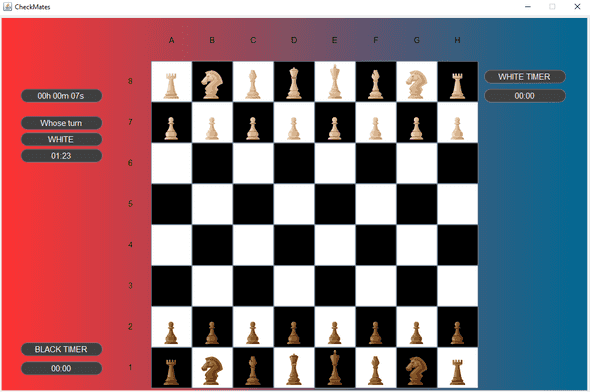 CheckMates
A B C D E F G H
8
7
6
5
4
3
2
1
00h 00m 07s
Whose turn
WHITE
01:23
BLACK TIMER
00:00
WHITE TIMER
00:00